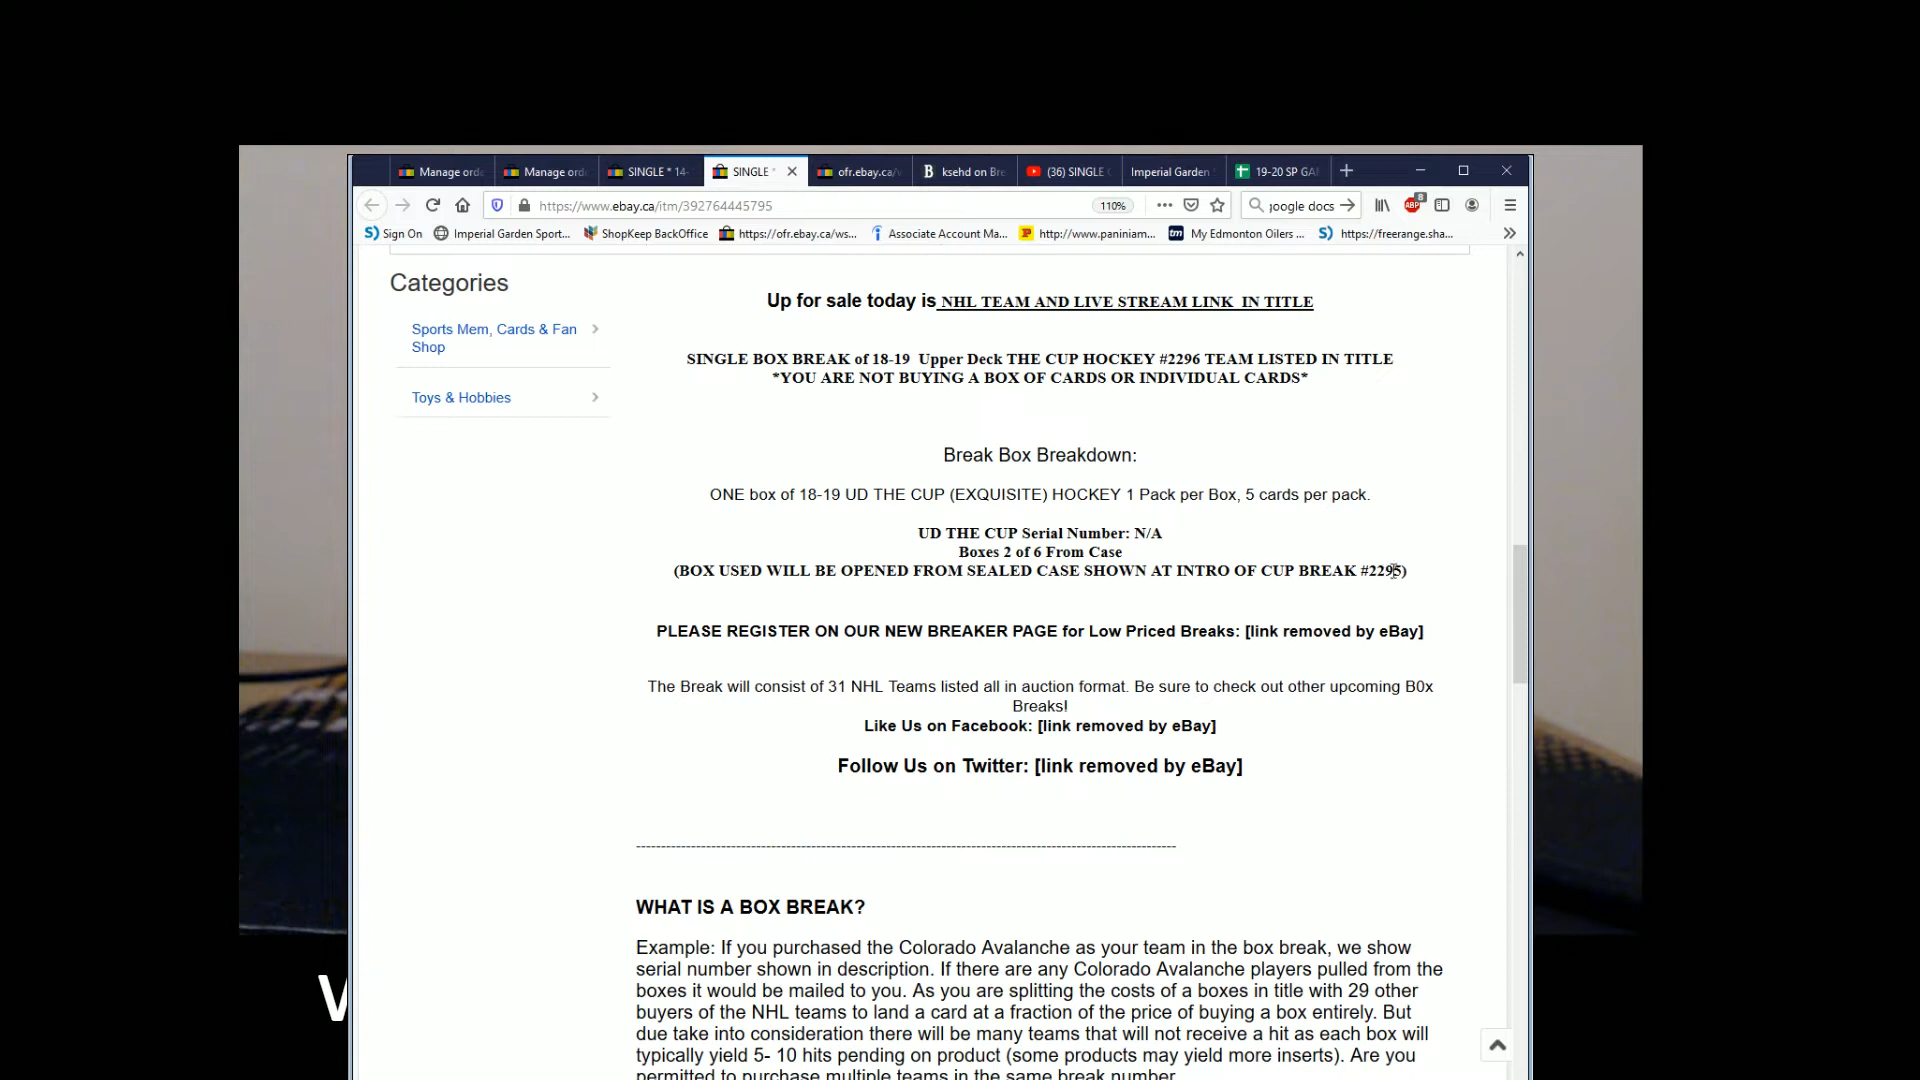 Manage orde
Manage ord
SINGLE * 14-
SINGLE *
ofr.ebay.ca/
ksehd on Bre
(36) SINGLE
Imperial Garden
19-20 SP GA
https://www.ebay.ca/itm/392764445795
110%
google docs
ABP
8
Sign On
Imperial Garden Sport...
ShopKeep BackOffice
https://ofr.ebay.ca/ws...
Associate Account Ma...
http://www.paniniam...
tm
My Edmonton Oilers ...
https://freerange.sha...
Categories
Sports Mem, Cards & Fan
Shop
Toys & Hobbies
Up for sale today is NHL TEAM AND LIVE STREAM LINK IN TITLE
SINGLE BOX BREAK of 18-19 Upper Deck THE CUP HOCKEY #2296 TEAM LISTED IN TITLE
*YOU ARE NOT BUYING A BOX OF CARDS OR INDIVIDUAL CARDS*
Break Box Breakdown:
ONE box of 18-19 UD THE CUP (EXQUISITE) HOCKEY 1 Pack per Box, 5 cards per pack.
UD THE CUP Serial Number: N/A
Boxes 2 of 6 From Case
(BOX USED WILL BE OPENED FROM SEALED CASE SHOWN AT INTRO OF CUP BREAK #2295)
PLEASE REGISTER ON OUR NEW BREAKER PAGE for Low Priced Breaks: [link removed by eBay]
The Break will consist of 31 NHL Teams listed all in auction format. Be sure to check out other upcoming B0x
Breaks!
Like Us on Facebook: [link removed by eBay]
Follow Us on Twitter: [link removed by eBay]
------------------------------------------------------------------------------------------------------------
WHAT IS A BOX BREAK?
Example: If you purchased the Colorado Avalanche as your team in the box break, we show
serial number shown in description. If there are any Colorado Avalanche players pulled from the
boxes it would be mailed to you. As you are splitting the costs of a boxes in title with 29 other
buyers of the NHL teams to land a card at a fraction of the price of buying a box entirely. But
due take into consideration there will be many teams that will not receive a hit as each box will
typically yield 5- 10 hits pending on product (some products may yield more inserts). Are you
permitted to purchase multiple teams in the same break number